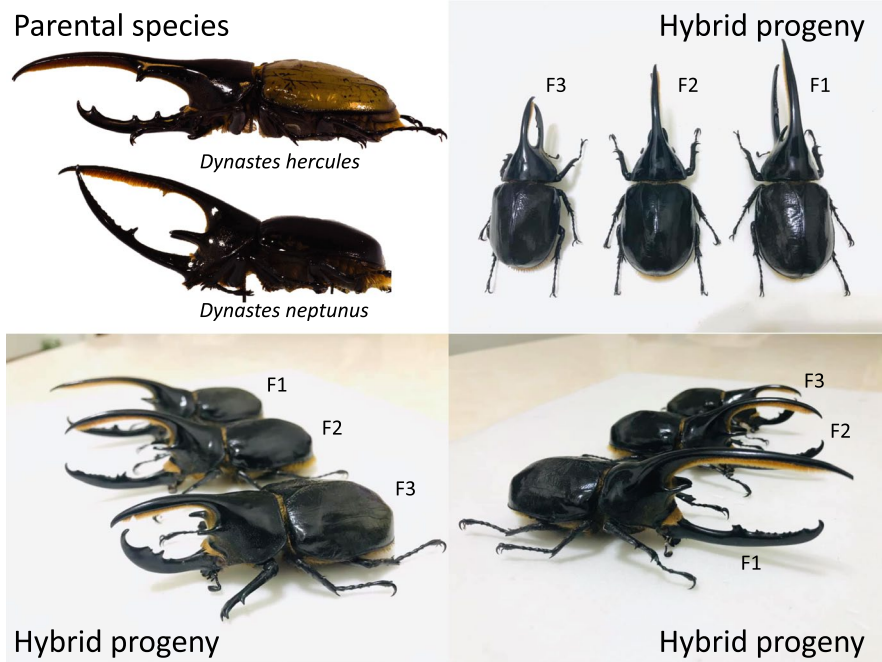 Parental species
Dynastes hercules
Dynastes neptunus
Hybrid progeny
F3
F2
F1
F1
F2
F3
Hybrid progeny
F3
F2
F1
Hybrid progeny